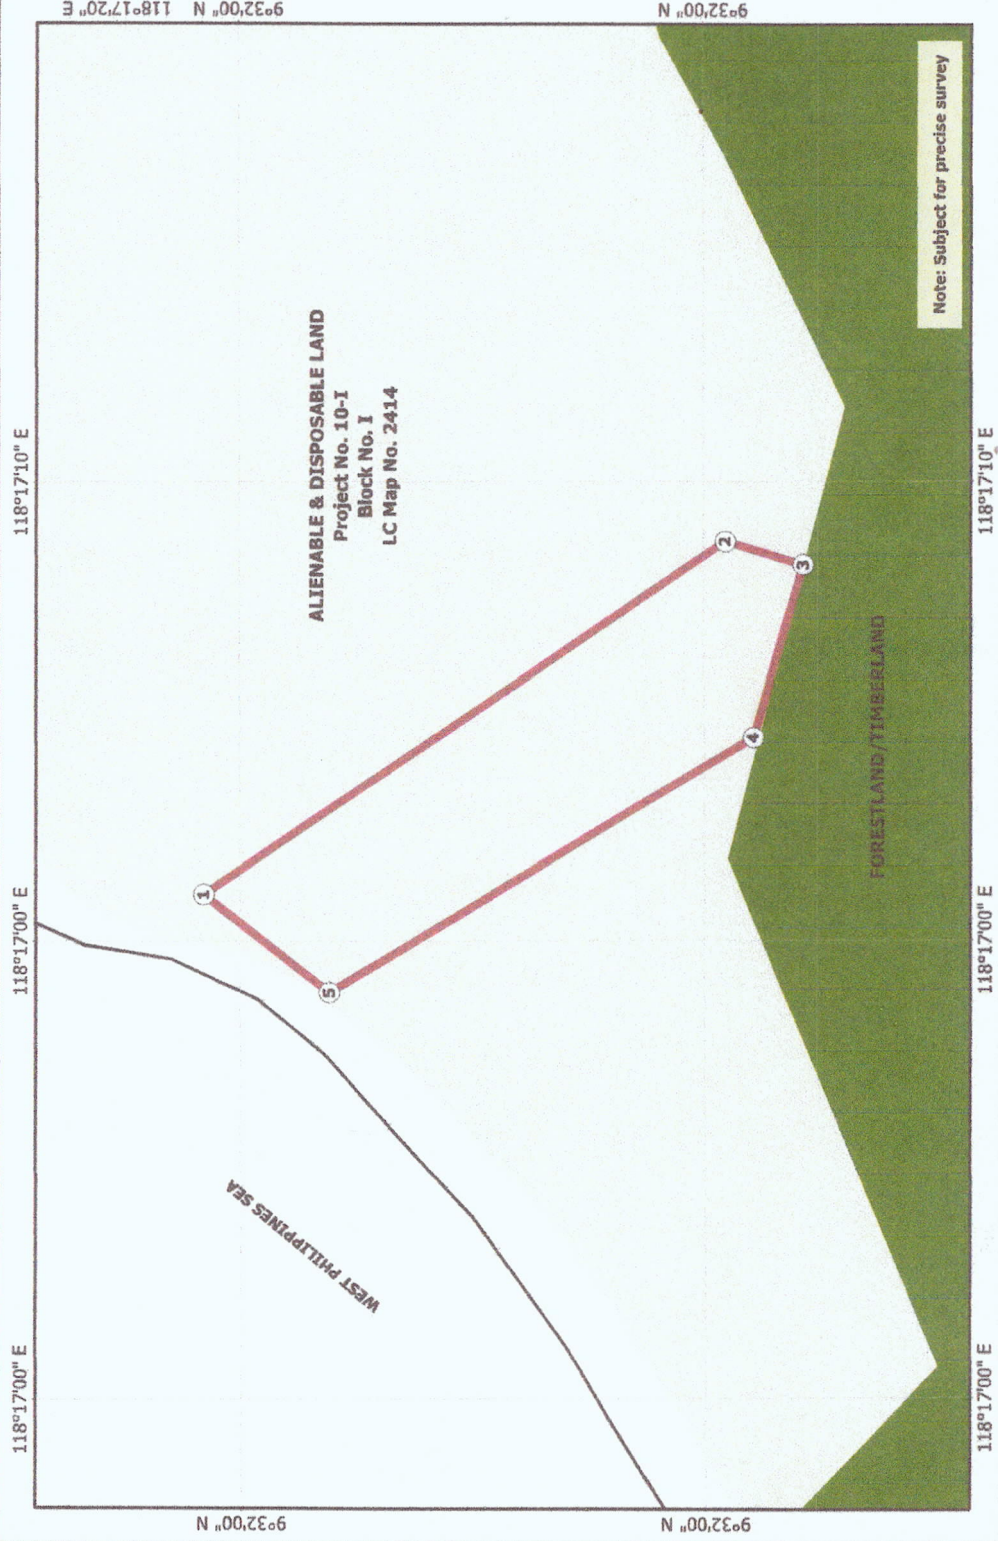 118°17'00" E
118°17'00" E
118°17'10" E
118°17'20" E
9°32'00" N
9°32'00" N
ALIENABLE & DISPOSABLE LAND
Project No. 10-I
Block No. I
LC Map No. 2414
WEST PHILIPPINES SEA
1
2
3
4
5
FORESTLAND/TIMBERLAND
Note: Subject for precise survey
9°32'00" N
9°32'00" N
118°17'00" E
118°17'00" E
118°17'10" E